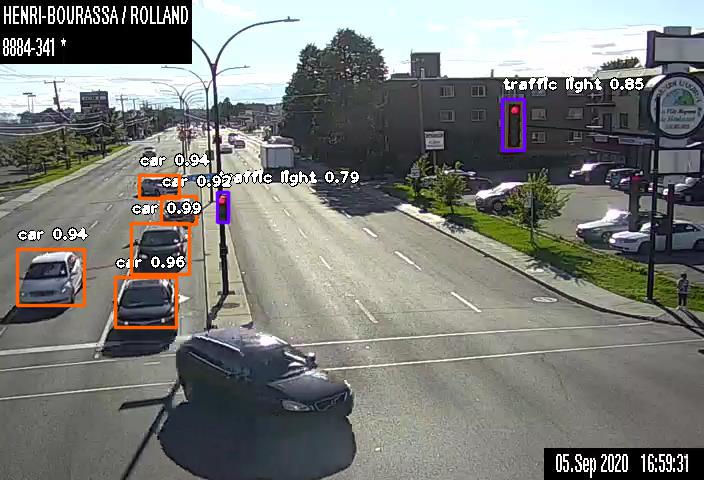 HENRI-BOURASSA / ROLLAND
8884-341 *
traffic light 0.85
car 0.94
car 0.92
traffic light 0.79
car 0.99
car 0.94
car 0.96
05.Sep 2020 16:59:31